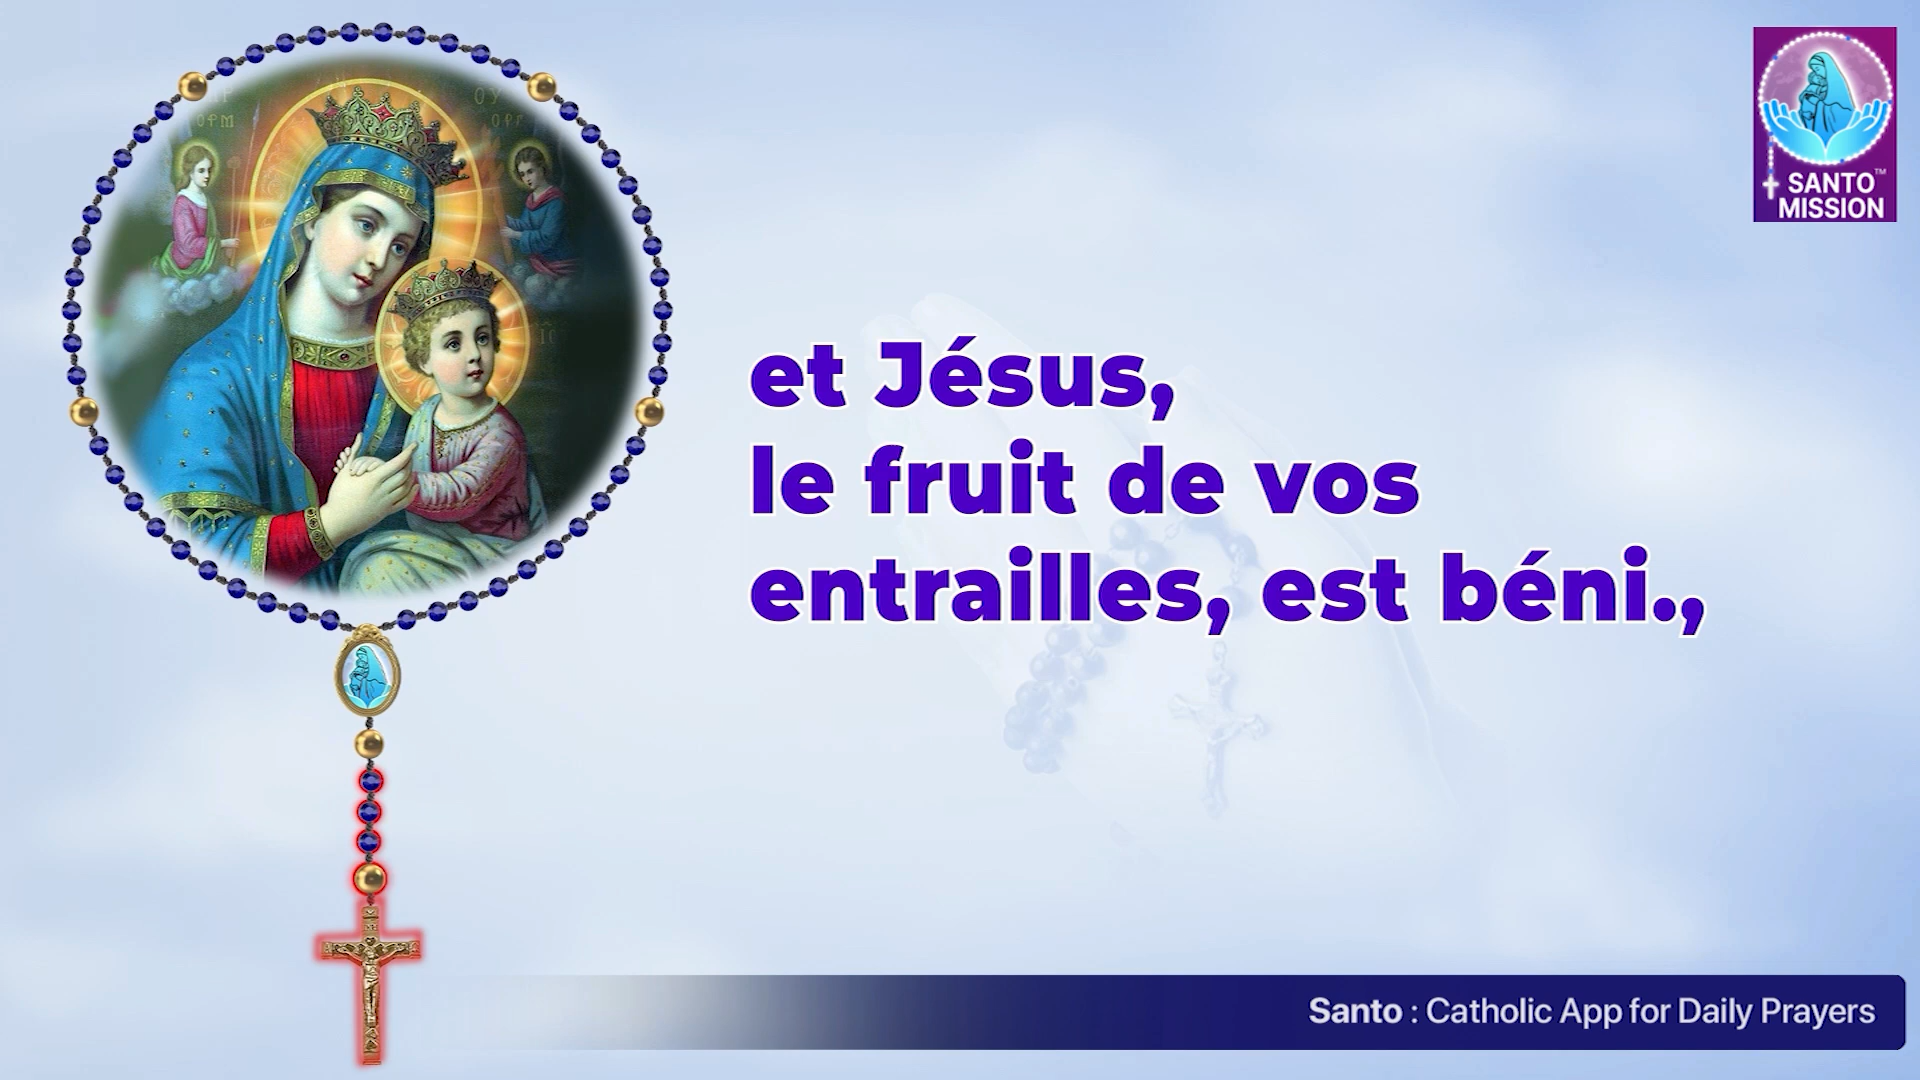 SANTO™
MISSION
et Jésus,
le fruit de vos
entrailles, est béni.,
Santo : Catholic App for Daily Prayers